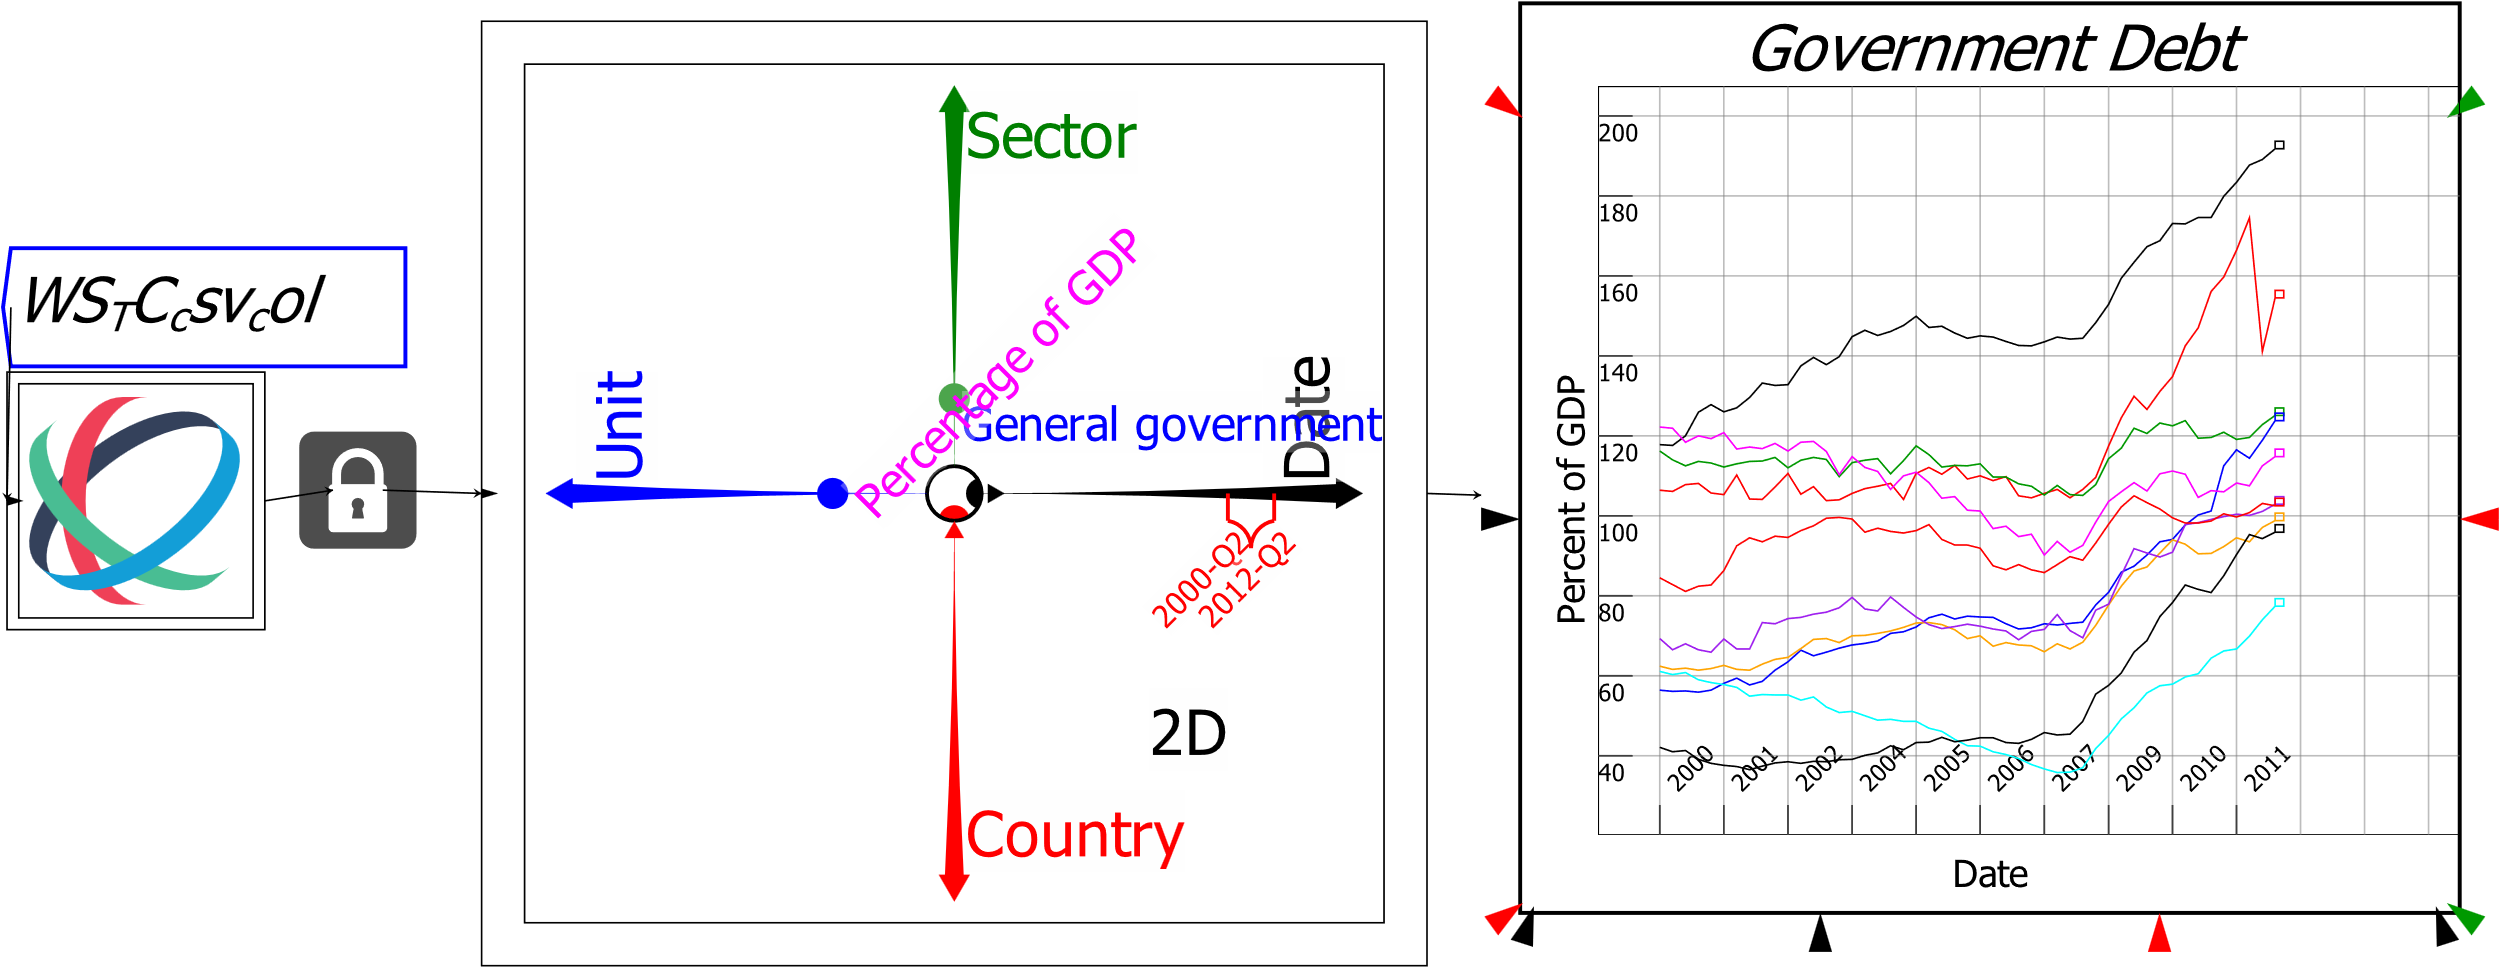 WS_T-C_Csv_Col
Sector
Percentage of GDP
Unit
General government
Date
2000-Q2
2012-Q2
2D
Country
Government Debt
Percent of GDP
200
180
160
140
120
100
80
60
40
2000
2001
2002
2004
2005
2006
2007
2009
2010
2011
Date